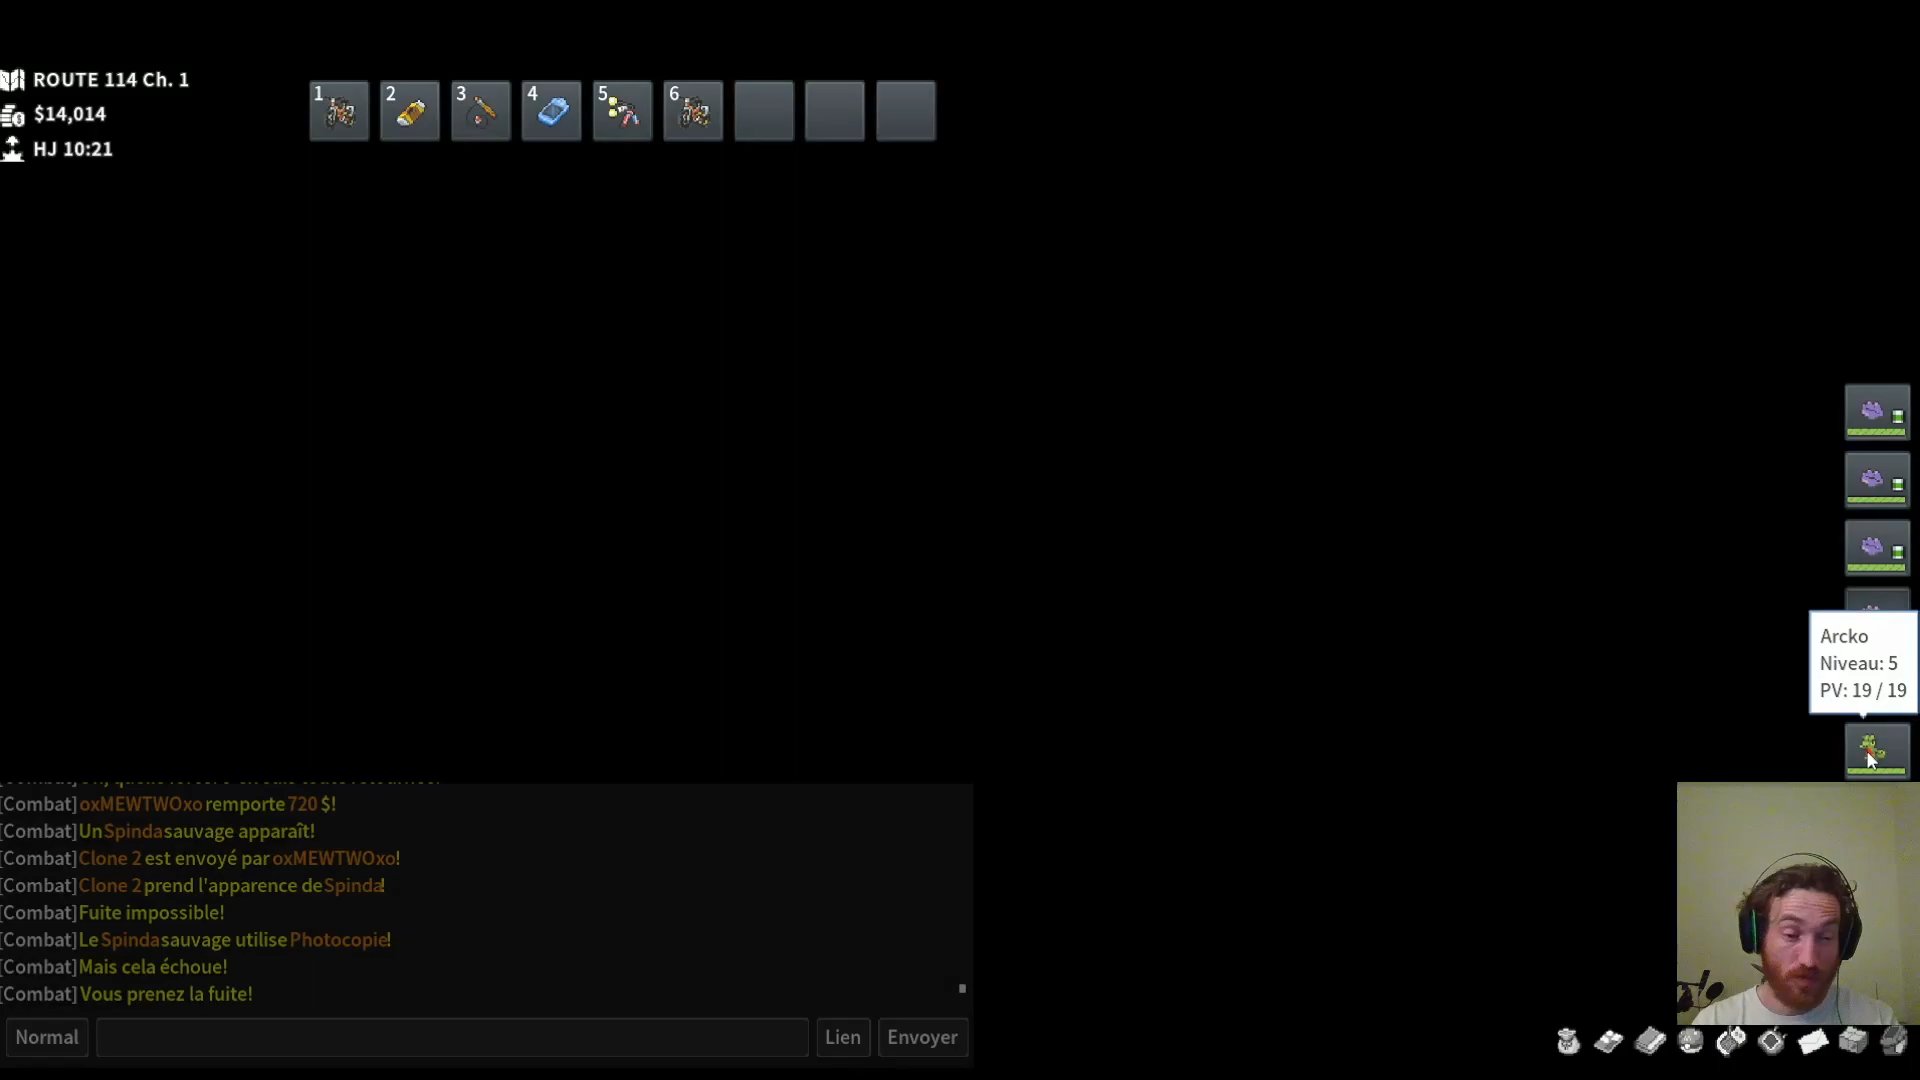 ROUTE 114 Ch. 1
$14,014
HJ 10:21
1
2
3
4
5
6
Arcko
Niveau: 5
PV: 19 / 19
[Combat]oxMEWTWOxo remporte 720 $!
[Combat]Un Spinda sauvage apparaît!
[Combat]Clone 2 est envoyé par oxMEWTWOxo!
[Combat]Clone 2 prend l'apparence de Spinda!
[Combat]Fuite impossible!
[Combat]Le Spinda sauvage utilise Photocopie!
[Combat]Mais cela échoue!
[Combat]Vous prenez la fuite!
Normal
Lien
Envoyer